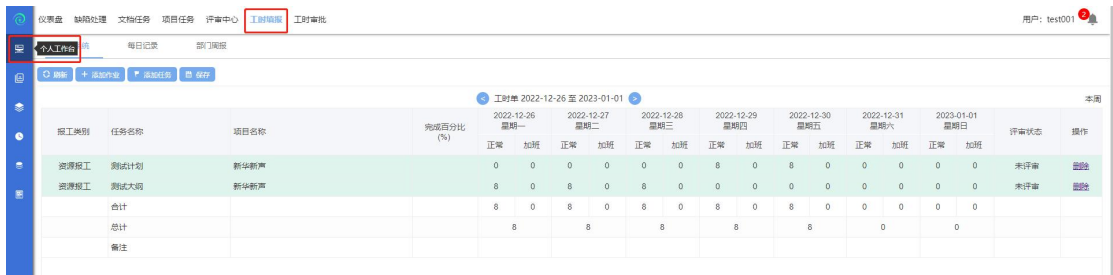 仪表盘 缺陷处理 文档任务 项目任务 评审中心 工时填报 工时审批 用户: test001 2
个人工作台 流 每日记录 部门周报
刷新 + 添加作业 添加任务 保存
< 工时单 2022-12-26 至 2023-01-01 > 本周
报工类别 任务名称 项目名称 完成百分比(%) 2022-12-26 星期一 2022-12-27 星期二 2022-12-28 星期三 2022-12-29 星期四 2022-12-30 星期五 2022-12-31 星期六 2023-01-01 星期日 评审状态 操作
正常 加班 正常 加班 正常 加班 正常 加班 正常 加班 正常 加班 正常 加班
资源报工 测试计划 新华新声 0 0 0 0 0 0 8 0 8 0 0 0 0 0 未评审 删除
资源报工 测试大纲 新华新声 8 0 8 0 8 0 0 0 0 0 0 0 0 0 未评审 删除
合计 8 0 8 0 8 0 8 0 8 0 0 0 0 0
总计 8 8 8 8 8 0 0
备注